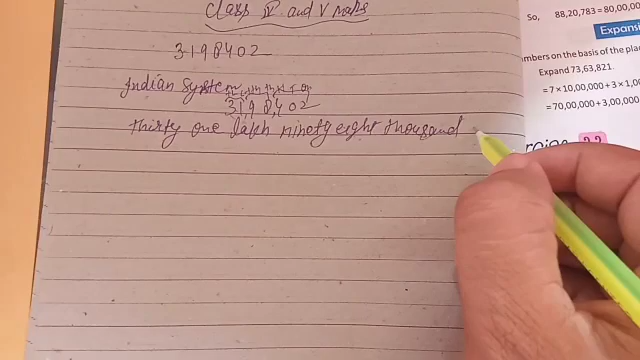 Class IV and V Maths
3198402
Indian System
31,98,402
Thirty one lakh ninety eight thousand
So, 88,20,783 = 80,00,00
Expansi
mbers on the basis of the place
Expand 73,63,821.
= 7 × 10,00,000 + 3 × 1,00
= 70,00,000 + 3,00,000